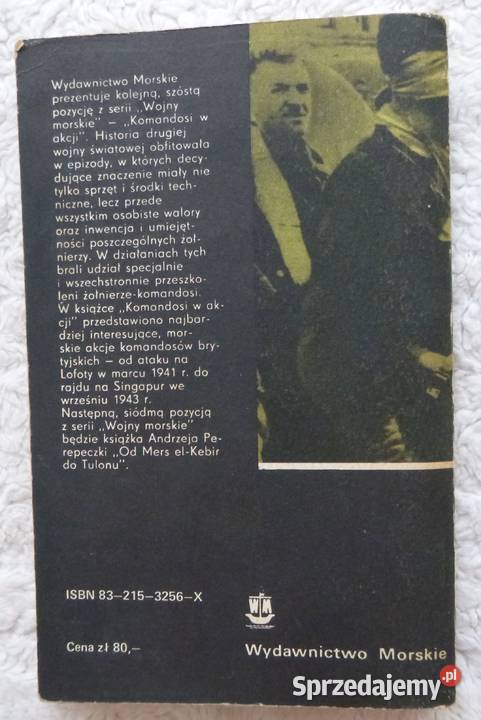 Wydawnictwo Morskie
prezentuje kolejną, szóstą
pozycję z serii „Wojny
morskie" – „Komandosi w
akcji". Historia drugiej
wojny światowej obfitowała
w epizody, w których decy-
dujące znaczenie miały nie
tylko sprzęt i środki tech-
niczne, lecz przede
wszystkim osobiste walory
oraz inwencja i umiejęt-
ności poszczególnych żoł-
nierzy. W działaniach tych
brali udział specjalnie
i wszechstronnie przeszko-
leni żołnierze-komandosi.
W książce „Komandosi w ak-
cji" przedstawiono najbar-
dziej interesujące, mor-
skie akcje komandosów bry-
tyjskich – od ataku na
Lofoty w marcu 1941 r. do
rajdu na Singapur we
wrześniu 1943 r.
Następną, siódmą pozycją
z serii „Wojny morskie"
będzie książka Andrzeja Pe-
repeczki „Od Mers el-Kebir
do Tulonu".
ISBN 83–215–3256–X
WM
Cena zł 80,–
Wydawnictwo Morskie
Sprzedajemy.pl